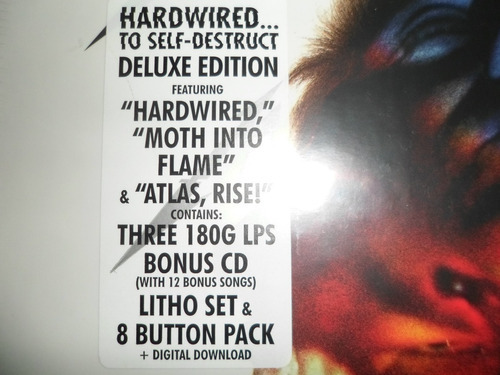 HARDWIRED...
TO SELF-DESTRUCT
DELUXE EDITION
FEATURING
"HARDWIRED,"
"MOTH INTO
FLAME"
& "ATLAS, RISE!"
CONTAINS:
THREE 180G LPS
BONUS CD
(WITH 12 BONUS SONGS)
LITHO SET &
8 BUTTON PACK
+ DIGITAL DOWNLOAD